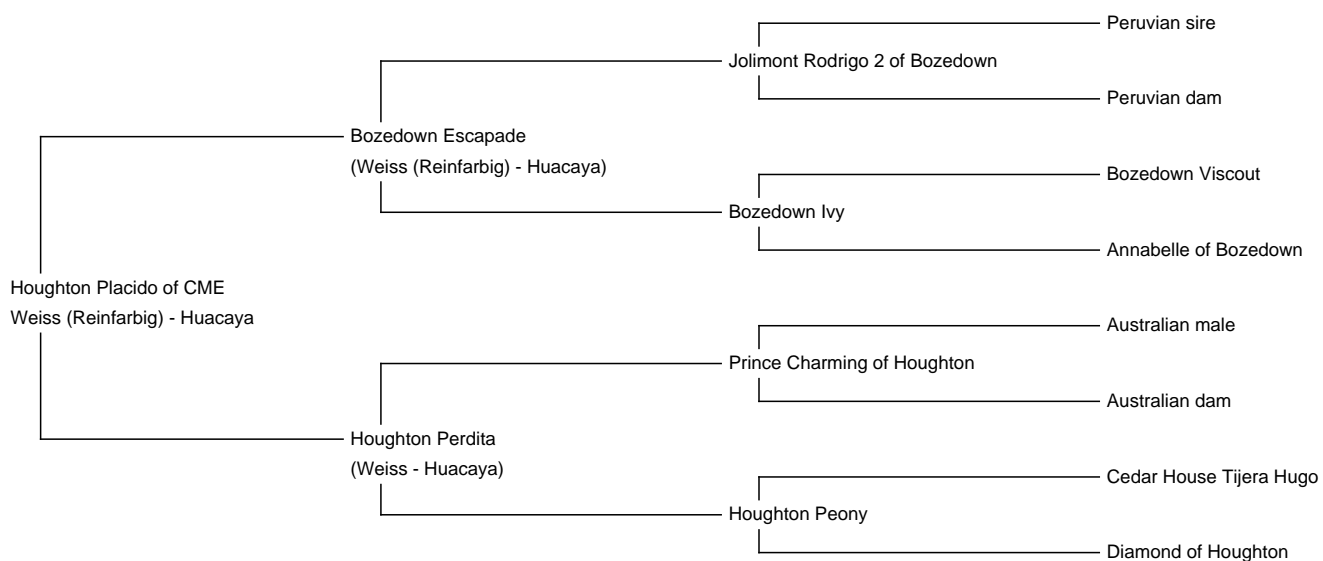 Peruvian sire
Jolimont Rodrigo 2 of Bozedown
Peruvian dam
Bozedown Escapade
(Weiss (Reinfarbig) - Huacaya)
Bozedown Viscout
Bozedown Ivy
Annabelle of Bozedown
Houghton Placido of CME
Weiss (Reinfarbig) - Huacaya
Australian male
Prince Charming of Houghton
Australian dam
Houghton Perdita
(Weiss - Huacaya)
Cedar House Tijera Hugo
Houghton Peony
Diamond of Houghton